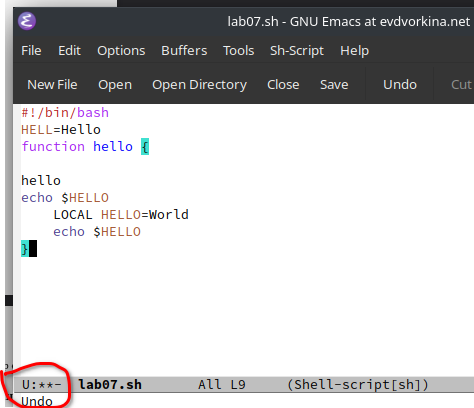 lab07.sh - GNU Emacs at evdvorkina.net
File Edit Options Buffers Tools Sh-Script Help
New File Open Open Directory Close Save Undo Cut
#!/bin/bash
HELL=Hello
function hello {
hello
echo $HELLO
LOCAL HELLO=World
echo $HELLO
}
U:**- lab07.sh All L9 (Shell-script[sh])
Undo